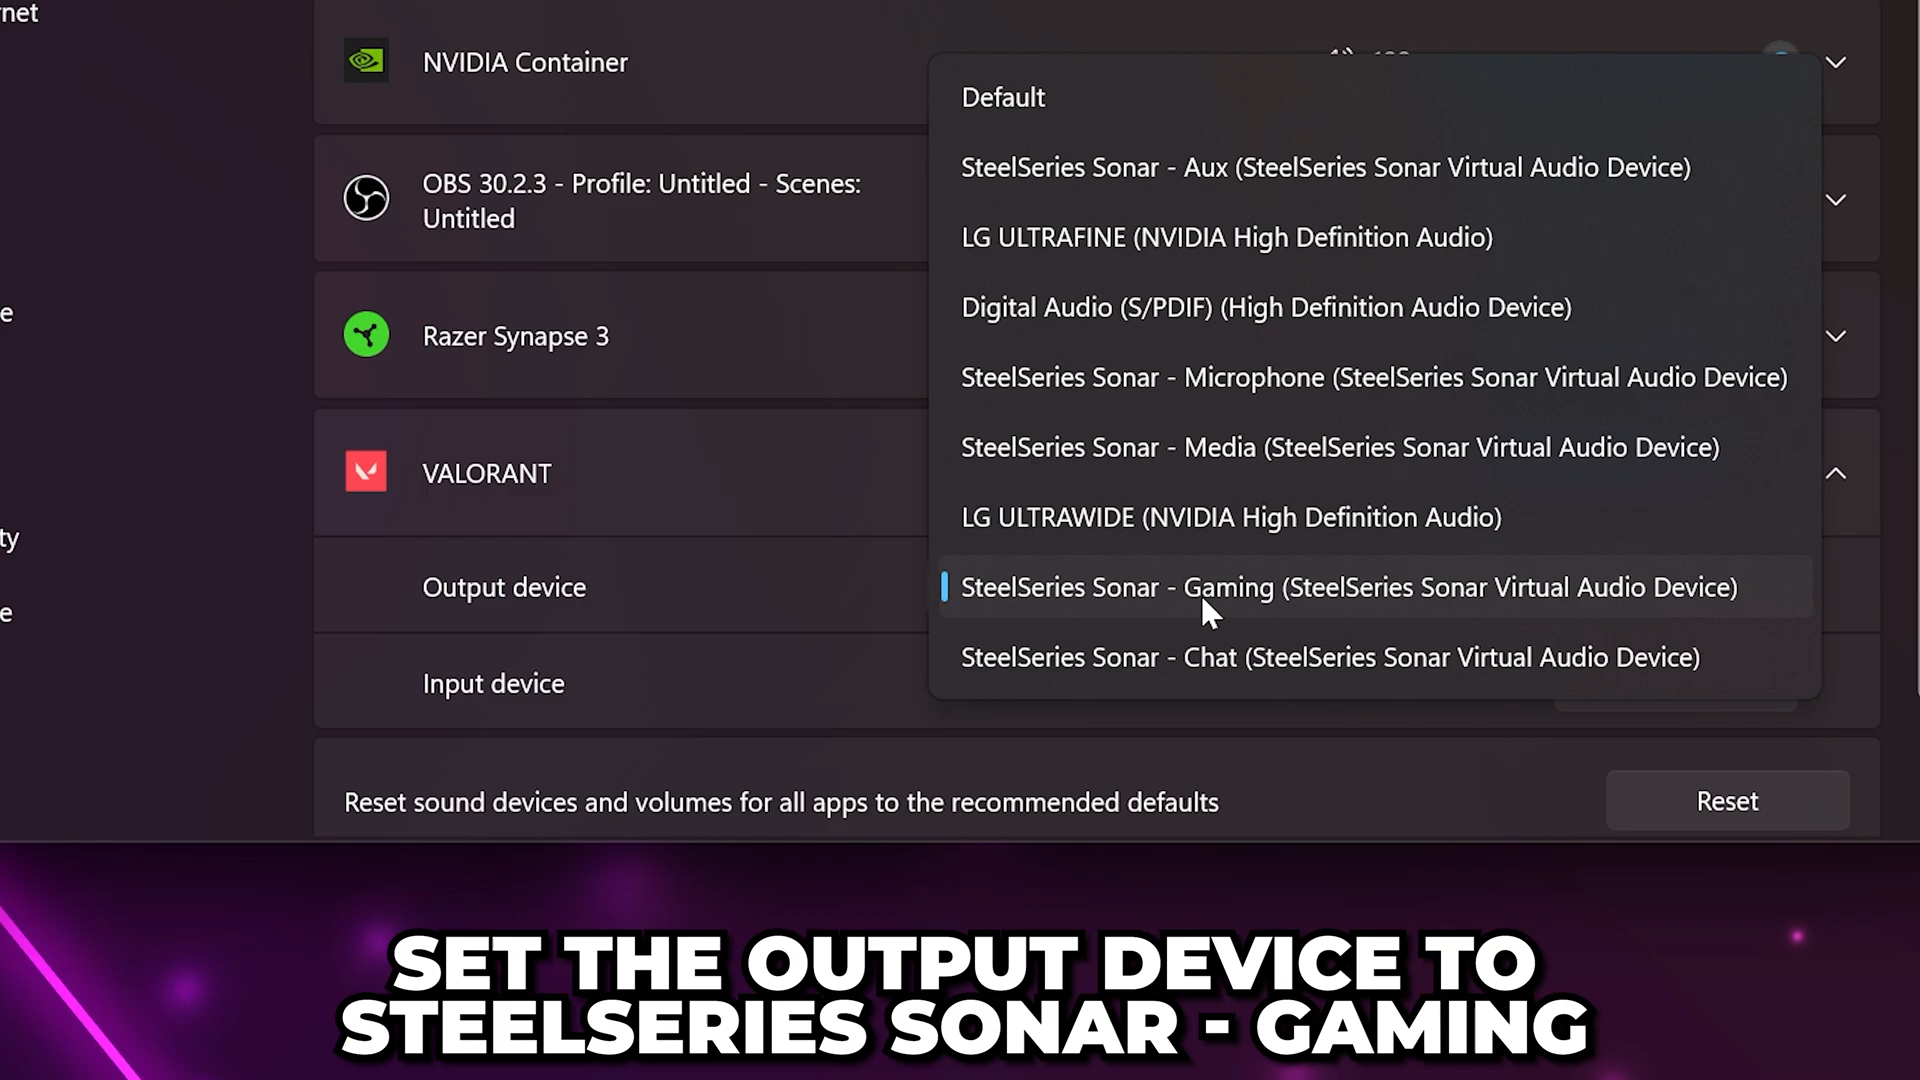 NVIDIA Container
Default
SteelSeries Sonar - Aux (SteelSeries Sonar Virtual Audio Device)
OBS 30.2.3 - Profile: Untitled - Scenes:
Untitled
LG ULTRAFINE (NVIDIA High Definition Audio)
Digital Audio (S/PDIF) (High Definition Audio Device)
Razer Synapse 3
SteelSeries Sonar - Microphone (SteelSeries Sonar Virtual Audio Device)
SteelSeries Sonar - Media (SteelSeries Sonar Virtual Audio Device)
VALORANT
LG ULTRAWIDE (NVIDIA High Definition Audio)
Output device
SteelSeries Sonar - Gaming (SteelSeries Sonar Virtual Audio Device)
SteelSeries Sonar - Chat (SteelSeries Sonar Virtual Audio Device)
Input device
Reset sound devices and volumes for all apps to the recommended defaults
Reset
SET THE OUTPUT DEVICE TO
STEELSERIES SONAR - GAMING